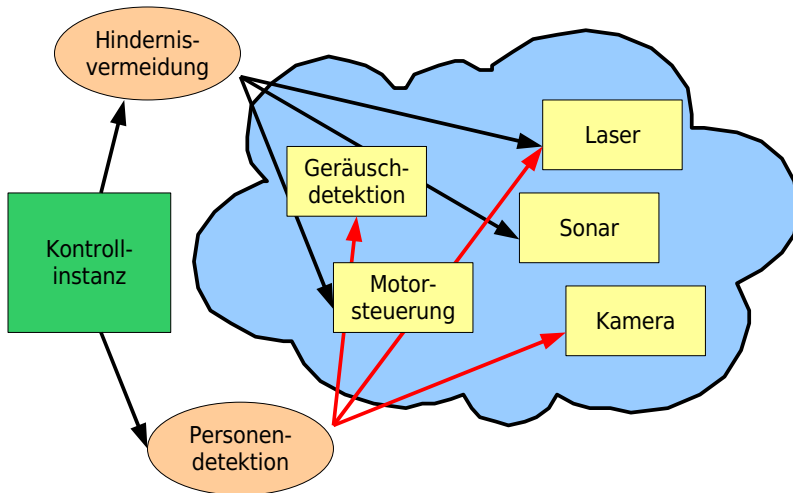 Hindernis-
vermeidung
Laser
Geräusch-
detektion
Sonar
Kontroll-
instanz
Motor-
steuerung
Kamera
Personen-
detektion